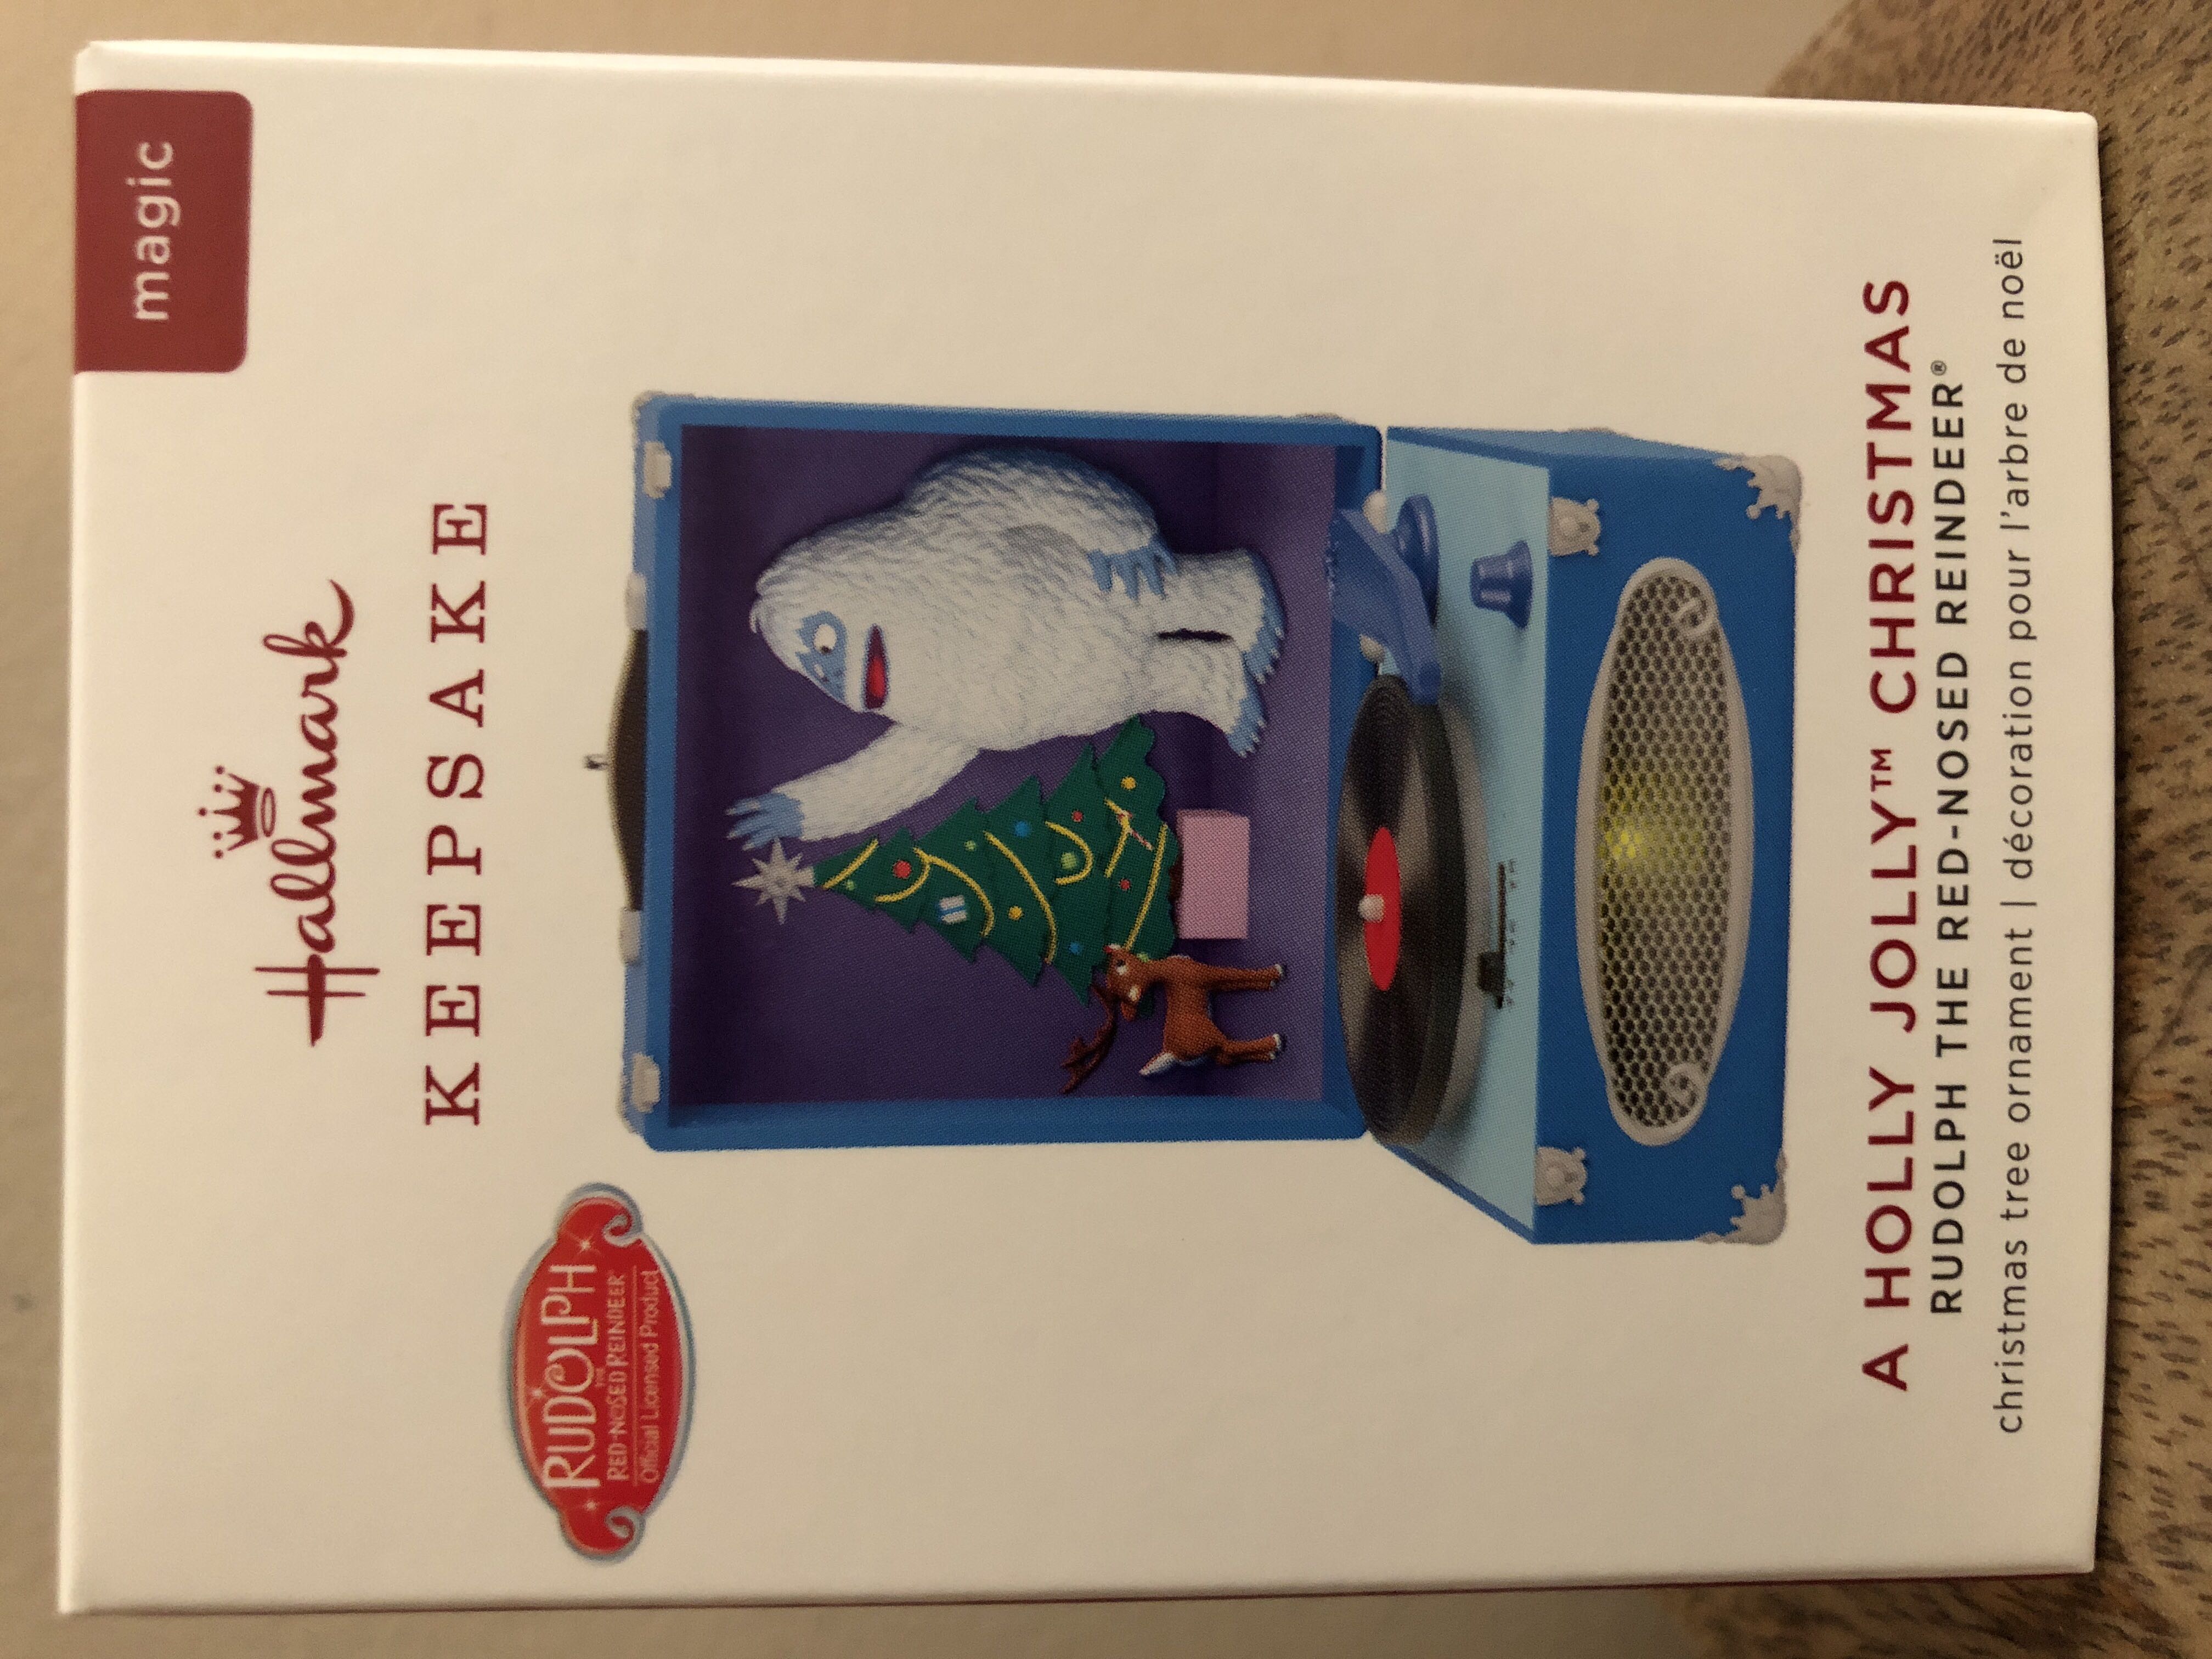 magic
Hallmark
KEEPSAKE
RUDOLPH
THE
RED-NOSED REINDEER®
Official Licensed Product
A HOLLY JOLLY™ CHRISTMAS
RUDOLPH THE RED-NOSED REINDEER®
christmas tree ornament | décoration pour l'arbre de noël